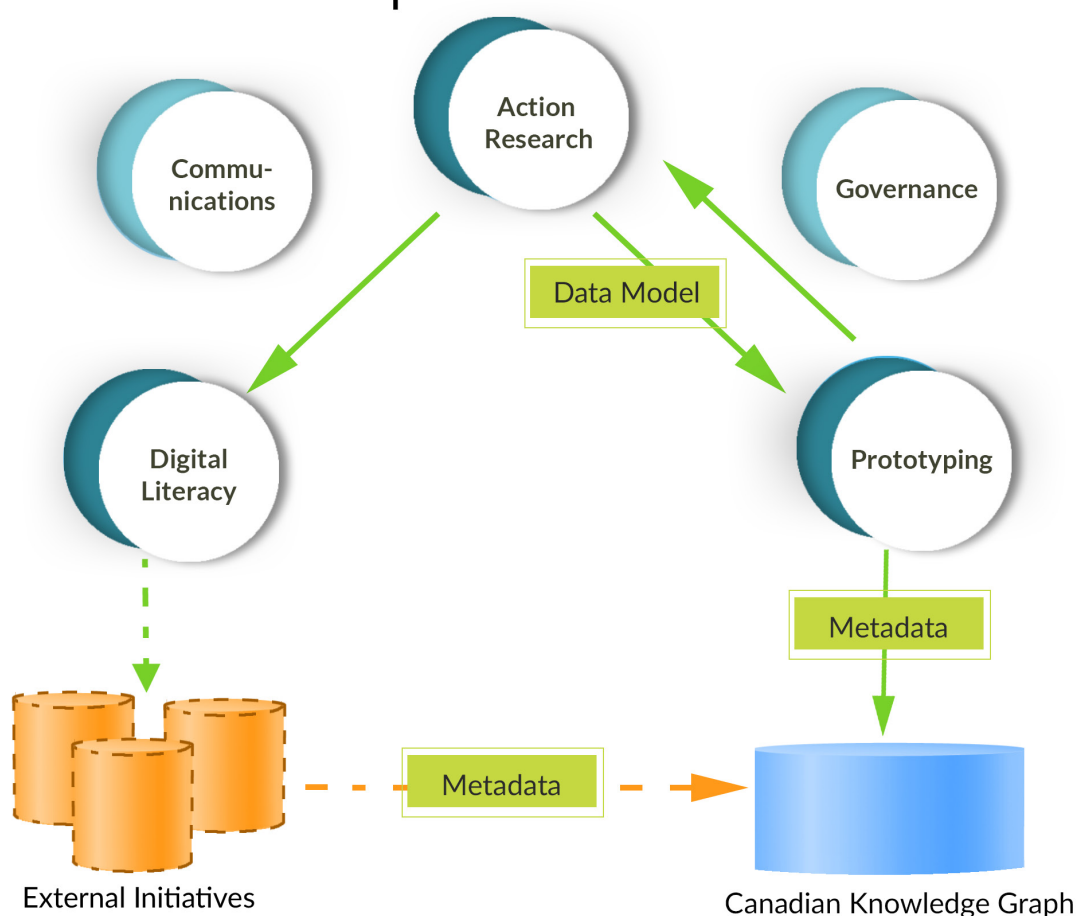 Action
Research
Commu-
nications
Governance
Data Model
Digital
Literacy
Prototyping
Metadata
Metadata
External Initiatives
Canadian Knowledge Graph